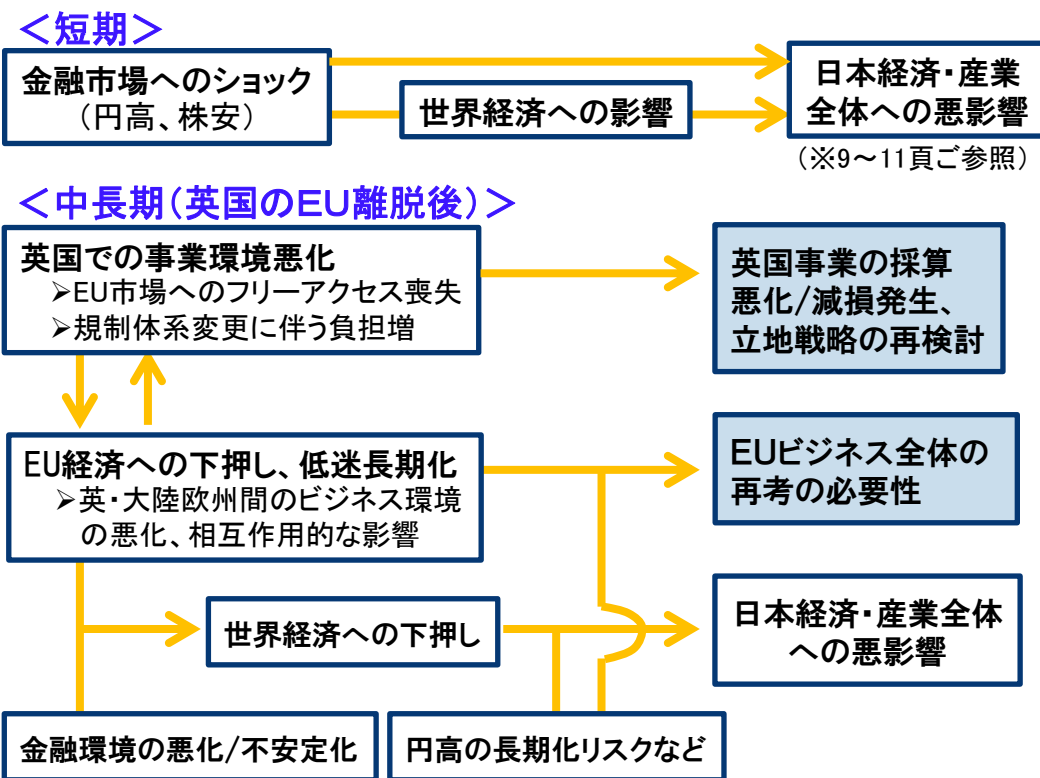 ＜短期＞
金融市場へのショック
（円高、株安）
世界経済への影響
日本経済・産業
全体への悪影響
（※9～11頁ご参照）
＜中長期（英国のＥＵ離脱後）＞
英国での事業環境悪化
➢EU市場へのフリーアクセス喪失
➢規制体系変更に伴う負担増
英国事業の採算
悪化/減損発生、
立地戦略の再検討
EU経済への下押し、低迷長期化
➢英・大陸欧州間のビジネス環境
の悪化、相互作用的な影響
ＥＵビジネス全体の
再考の必要性
世界経済への下押し
日本経済・産業全体
への悪影響
金融環境の悪化/不安定化
円高の長期化リスクなど